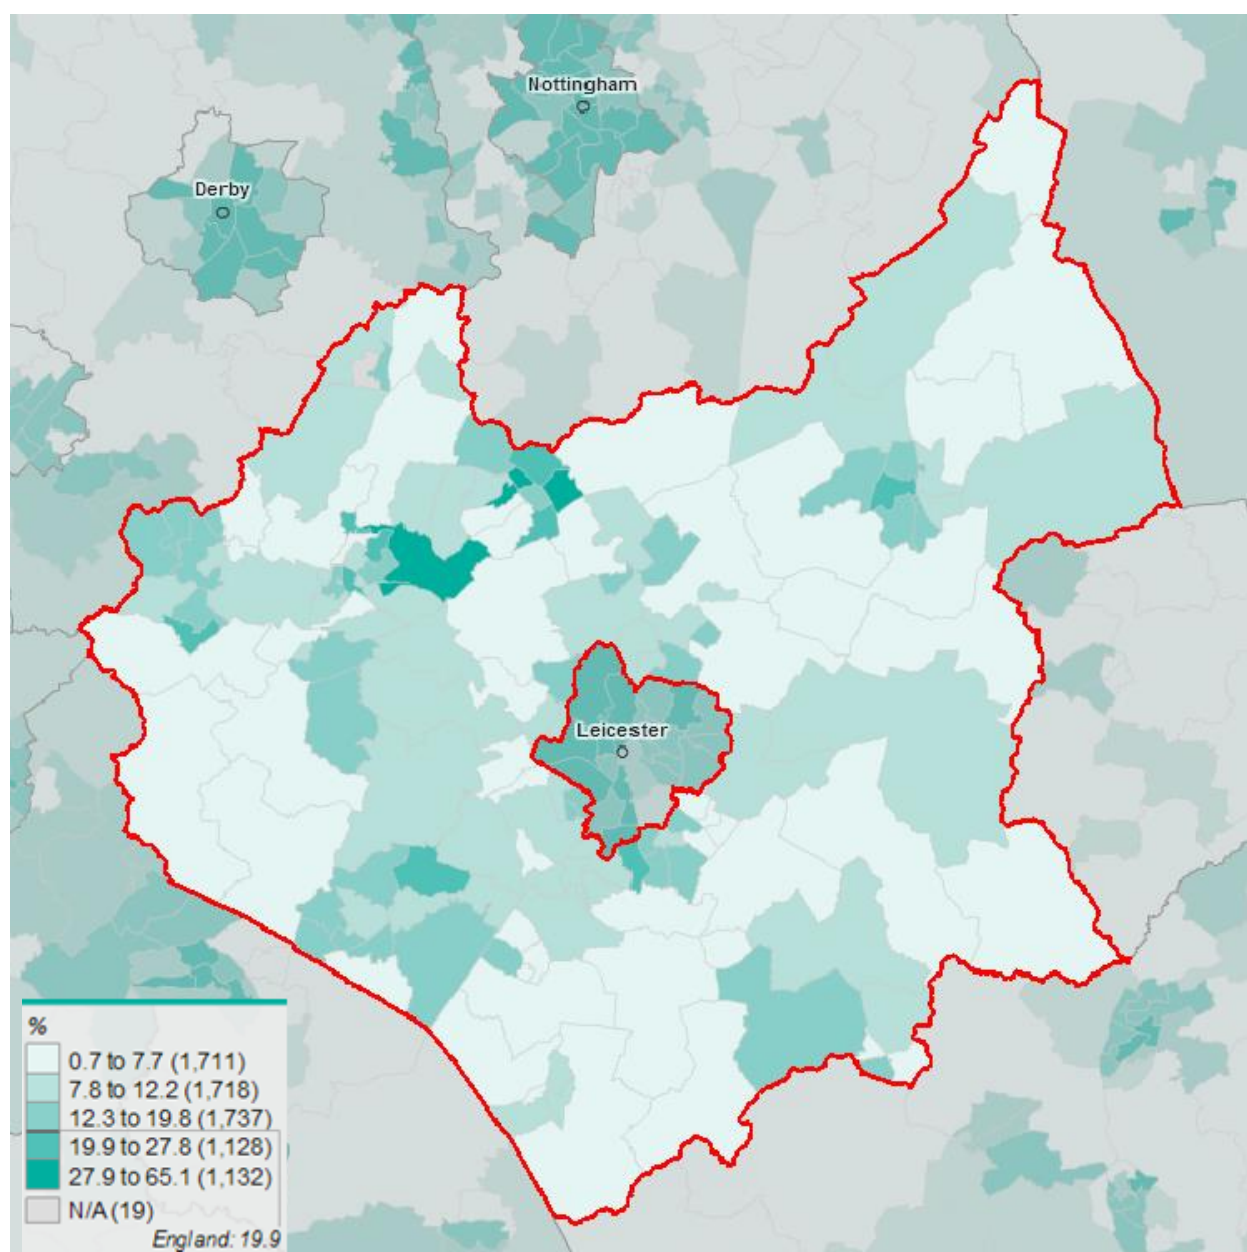 Nottingham
Derby
Leicester
%
0.7 to 7.7 (1,711)
7.8 to 12.2 (1,718)
12.3 to 19.8 (1,737)
19.9 to 27.8 (1,128)
27.9 to 65.1 (1,132)
N/A (19)
England: 19.9